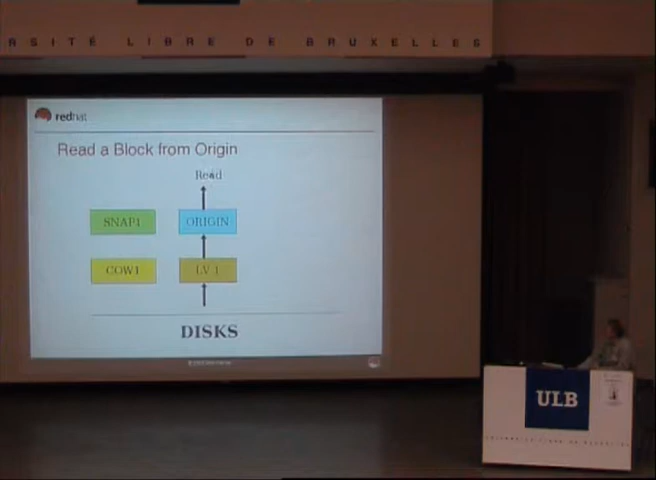 RSITÉ LIBRE DE BRUXELLES
redhat
Read a Block from Origin
Read
SNAP1 ORIGIN
COW1 LV 1
DISKS
ULB